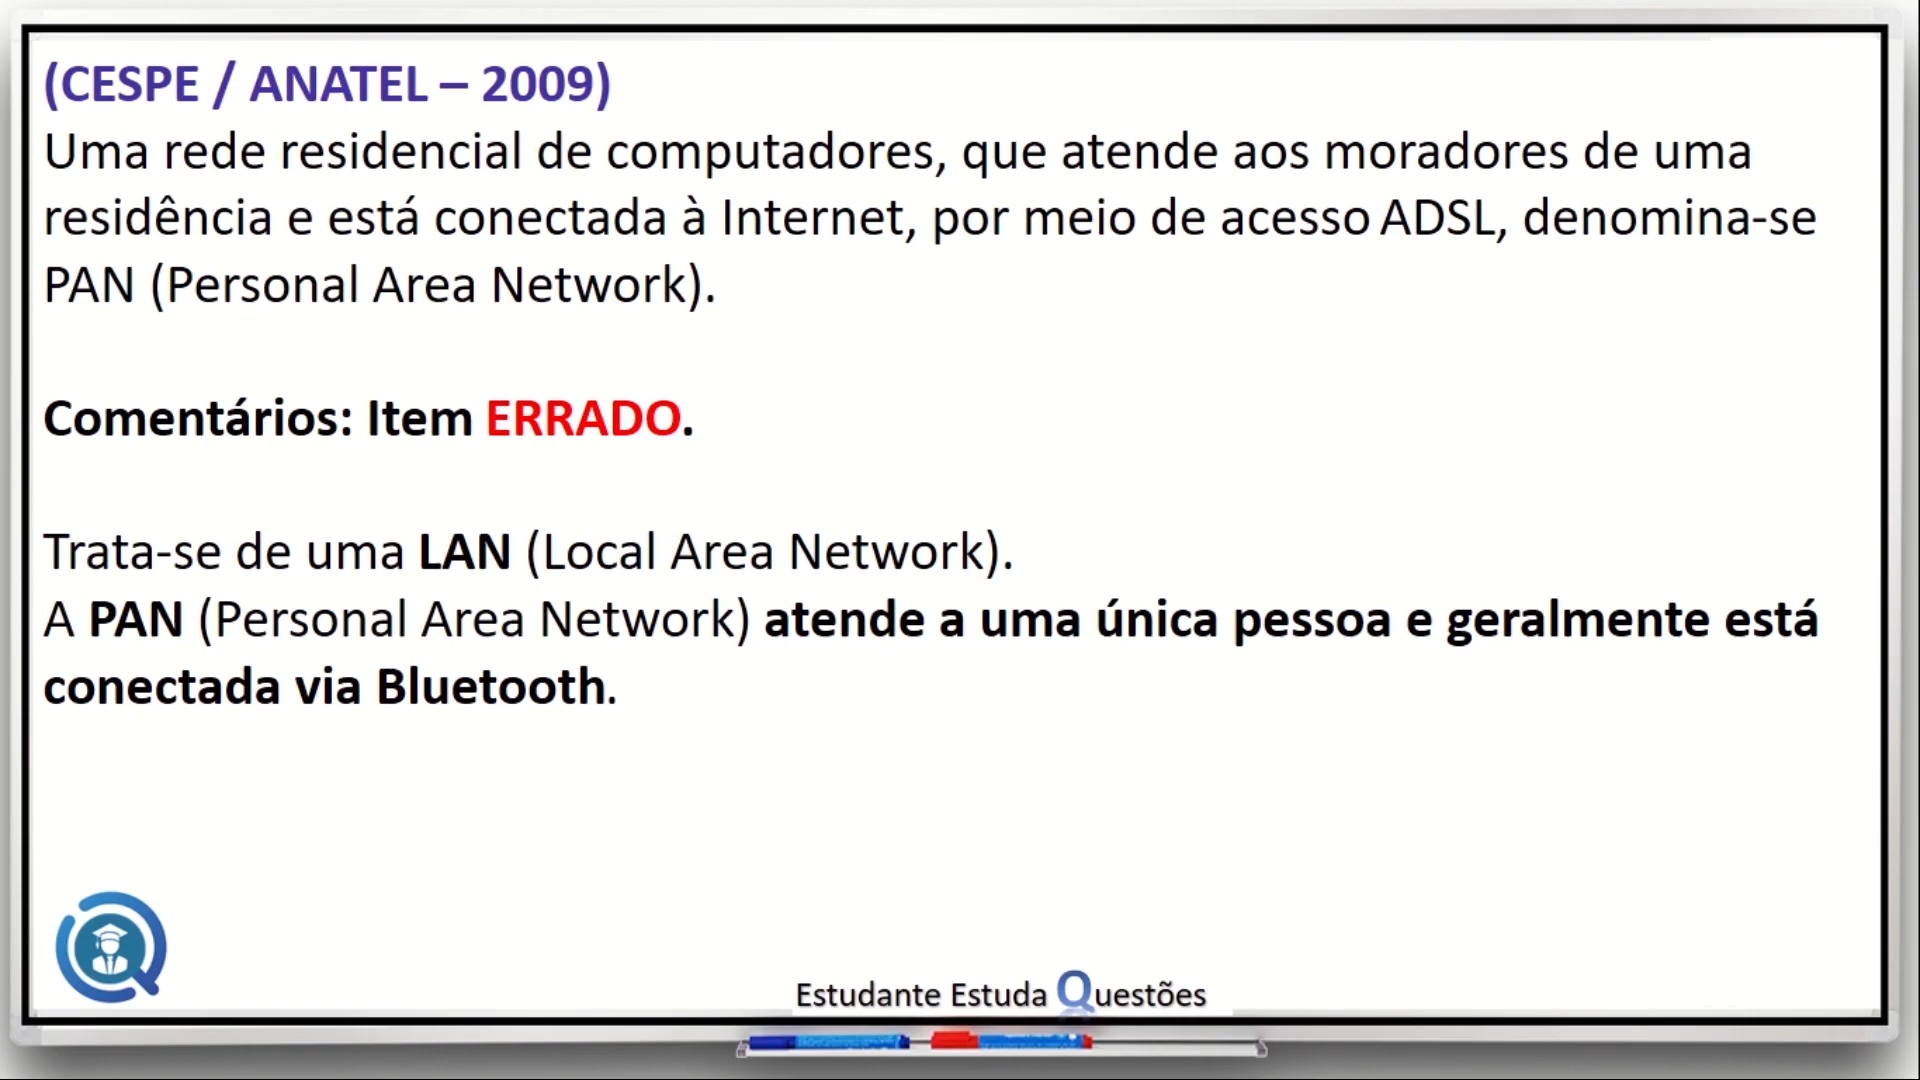 (CESPE / ANATEL – 2009)
Uma rede residencial de computadores, que atende aos moradores de uma
residência e está conectada à Internet, por meio de acesso ADSL, denomina-se
PAN (Personal Area Network).
Comentários: Item ERRADO.
Trata-se de uma LAN (Local Area Network).
A PAN (Personal Area Network) atende a uma única pessoa e geralmente está
conectada via Bluetooth.
Estudante Estuda Questões